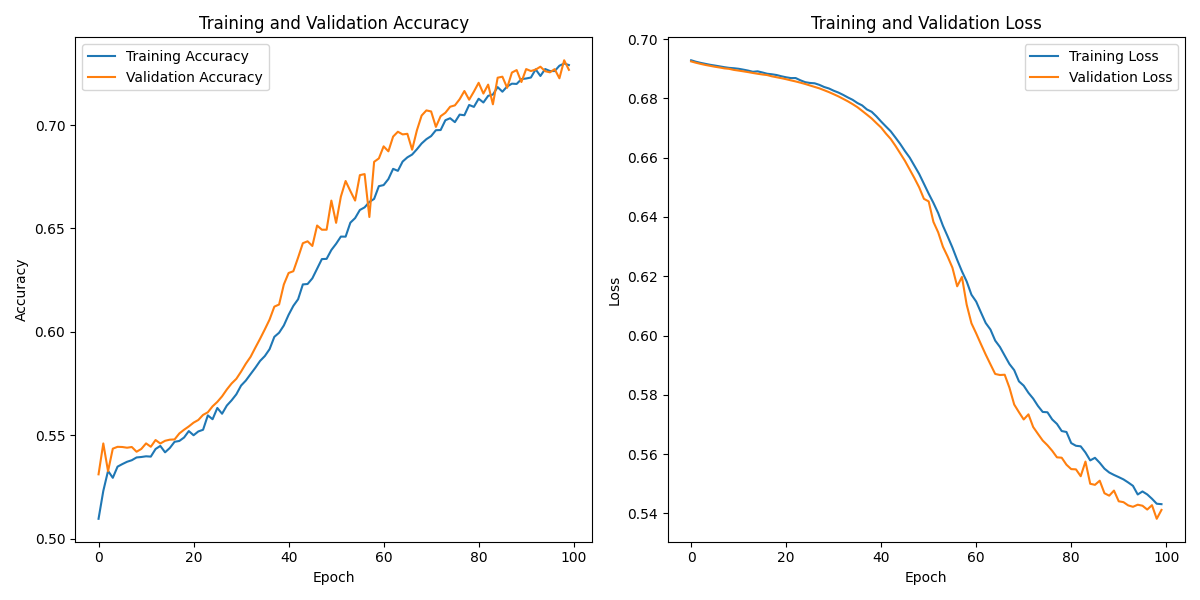 Training and Validation Accuracy
Training Accuracy
Validation Accuracy
Accuracy
0.70
0.65
0.60
0.55
0.50
0
20
40
60
80
100
Epoch
Training and Validation Loss
Training Loss
Validation Loss
Loss
0.70
0.68
0.66
0.64
0.62
0.60
0.58
0.56
0.54
0
20
40
60
80
100
Epoch